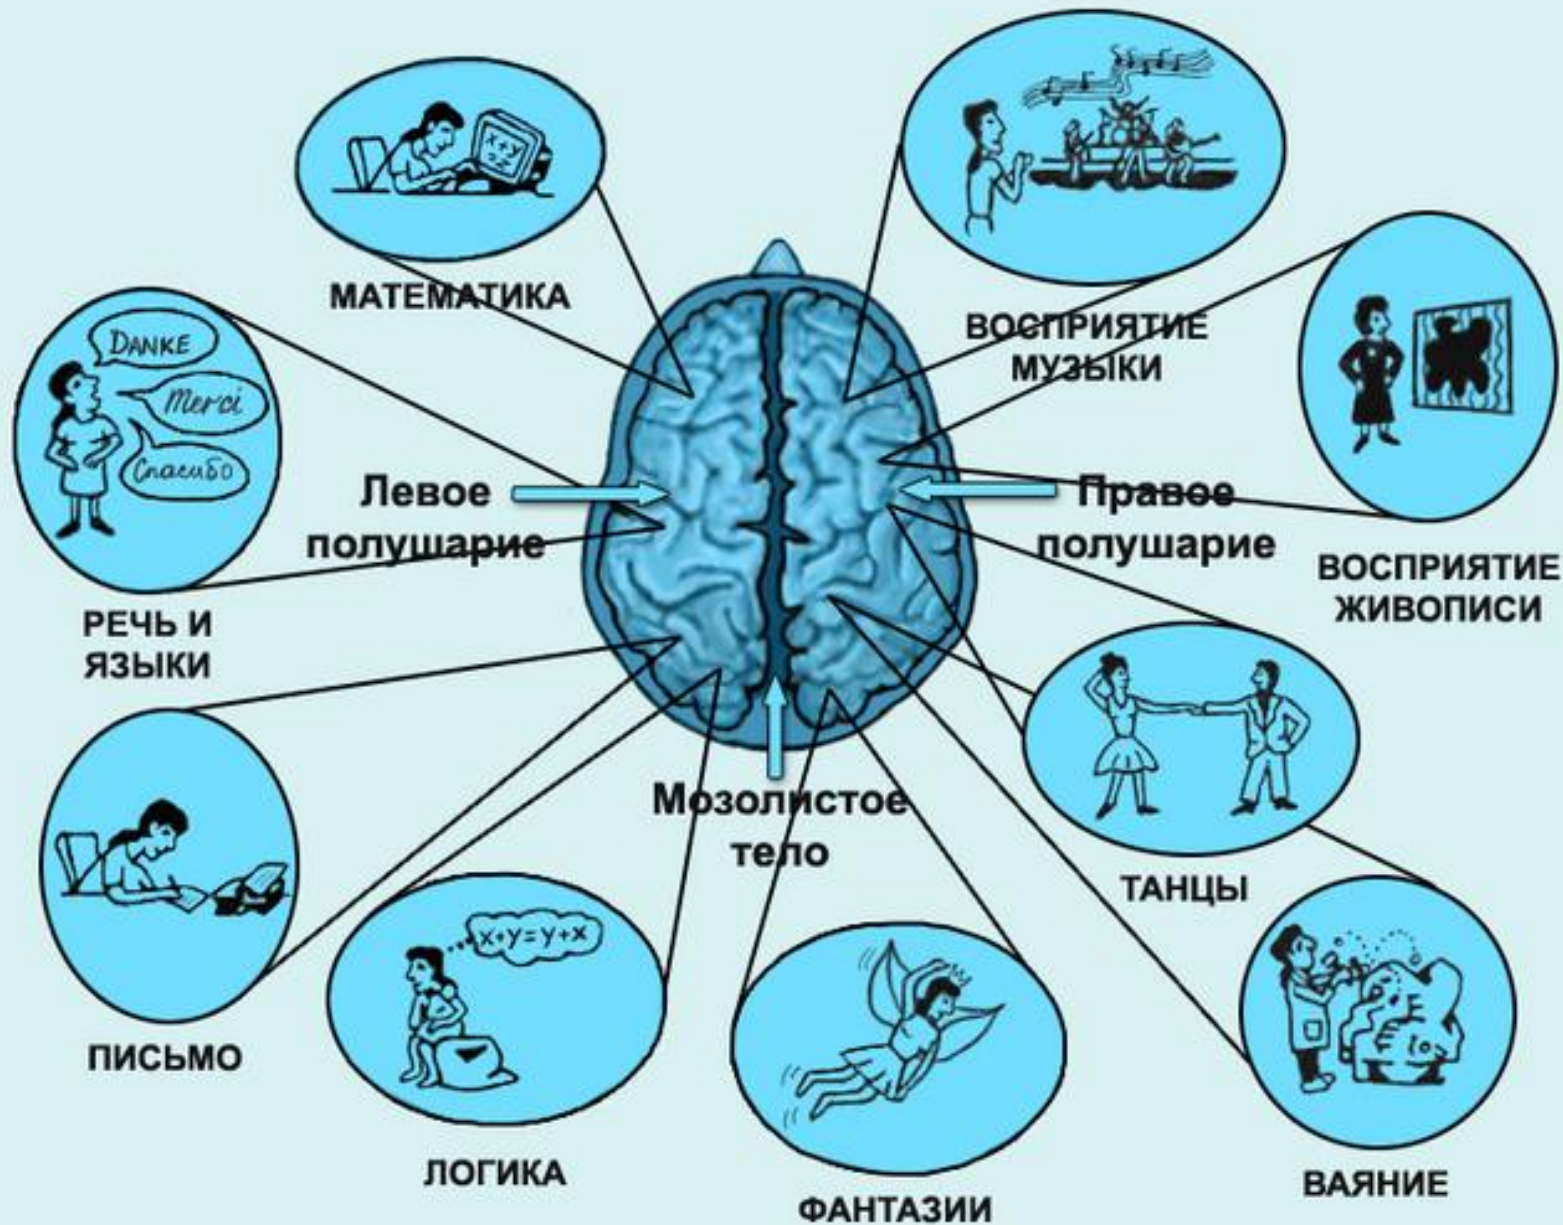 X+Y
=Z
МАТЕМАТИКА
ВОСПРИЯТИЕ
МУЗЫКИ
DANKE
Merci
Спасибо
РЕЧЬ И
ЯЗЫКИ
Левое
полушарие
Правое
полушарие
ВОСПРИЯТИЕ
ЖИВОПИСИ
Мозолистое
тело
ТАНЦЫ
ПИСЬМО
X+Y=Y+X
ЛОГИКА
ФАНТАЗИИ
ВАЯНИЕ